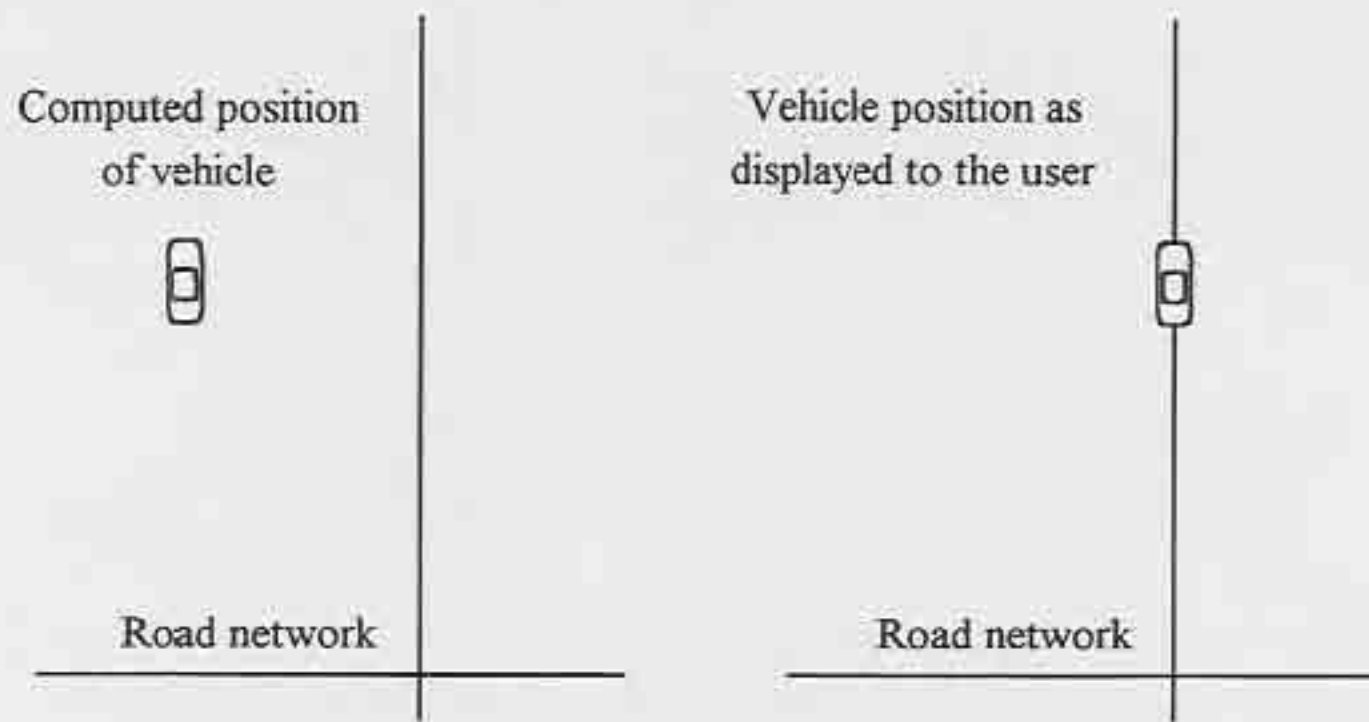 Computed position
of vehicle
Road network
Vehicle position as
displayed to the user
Road network